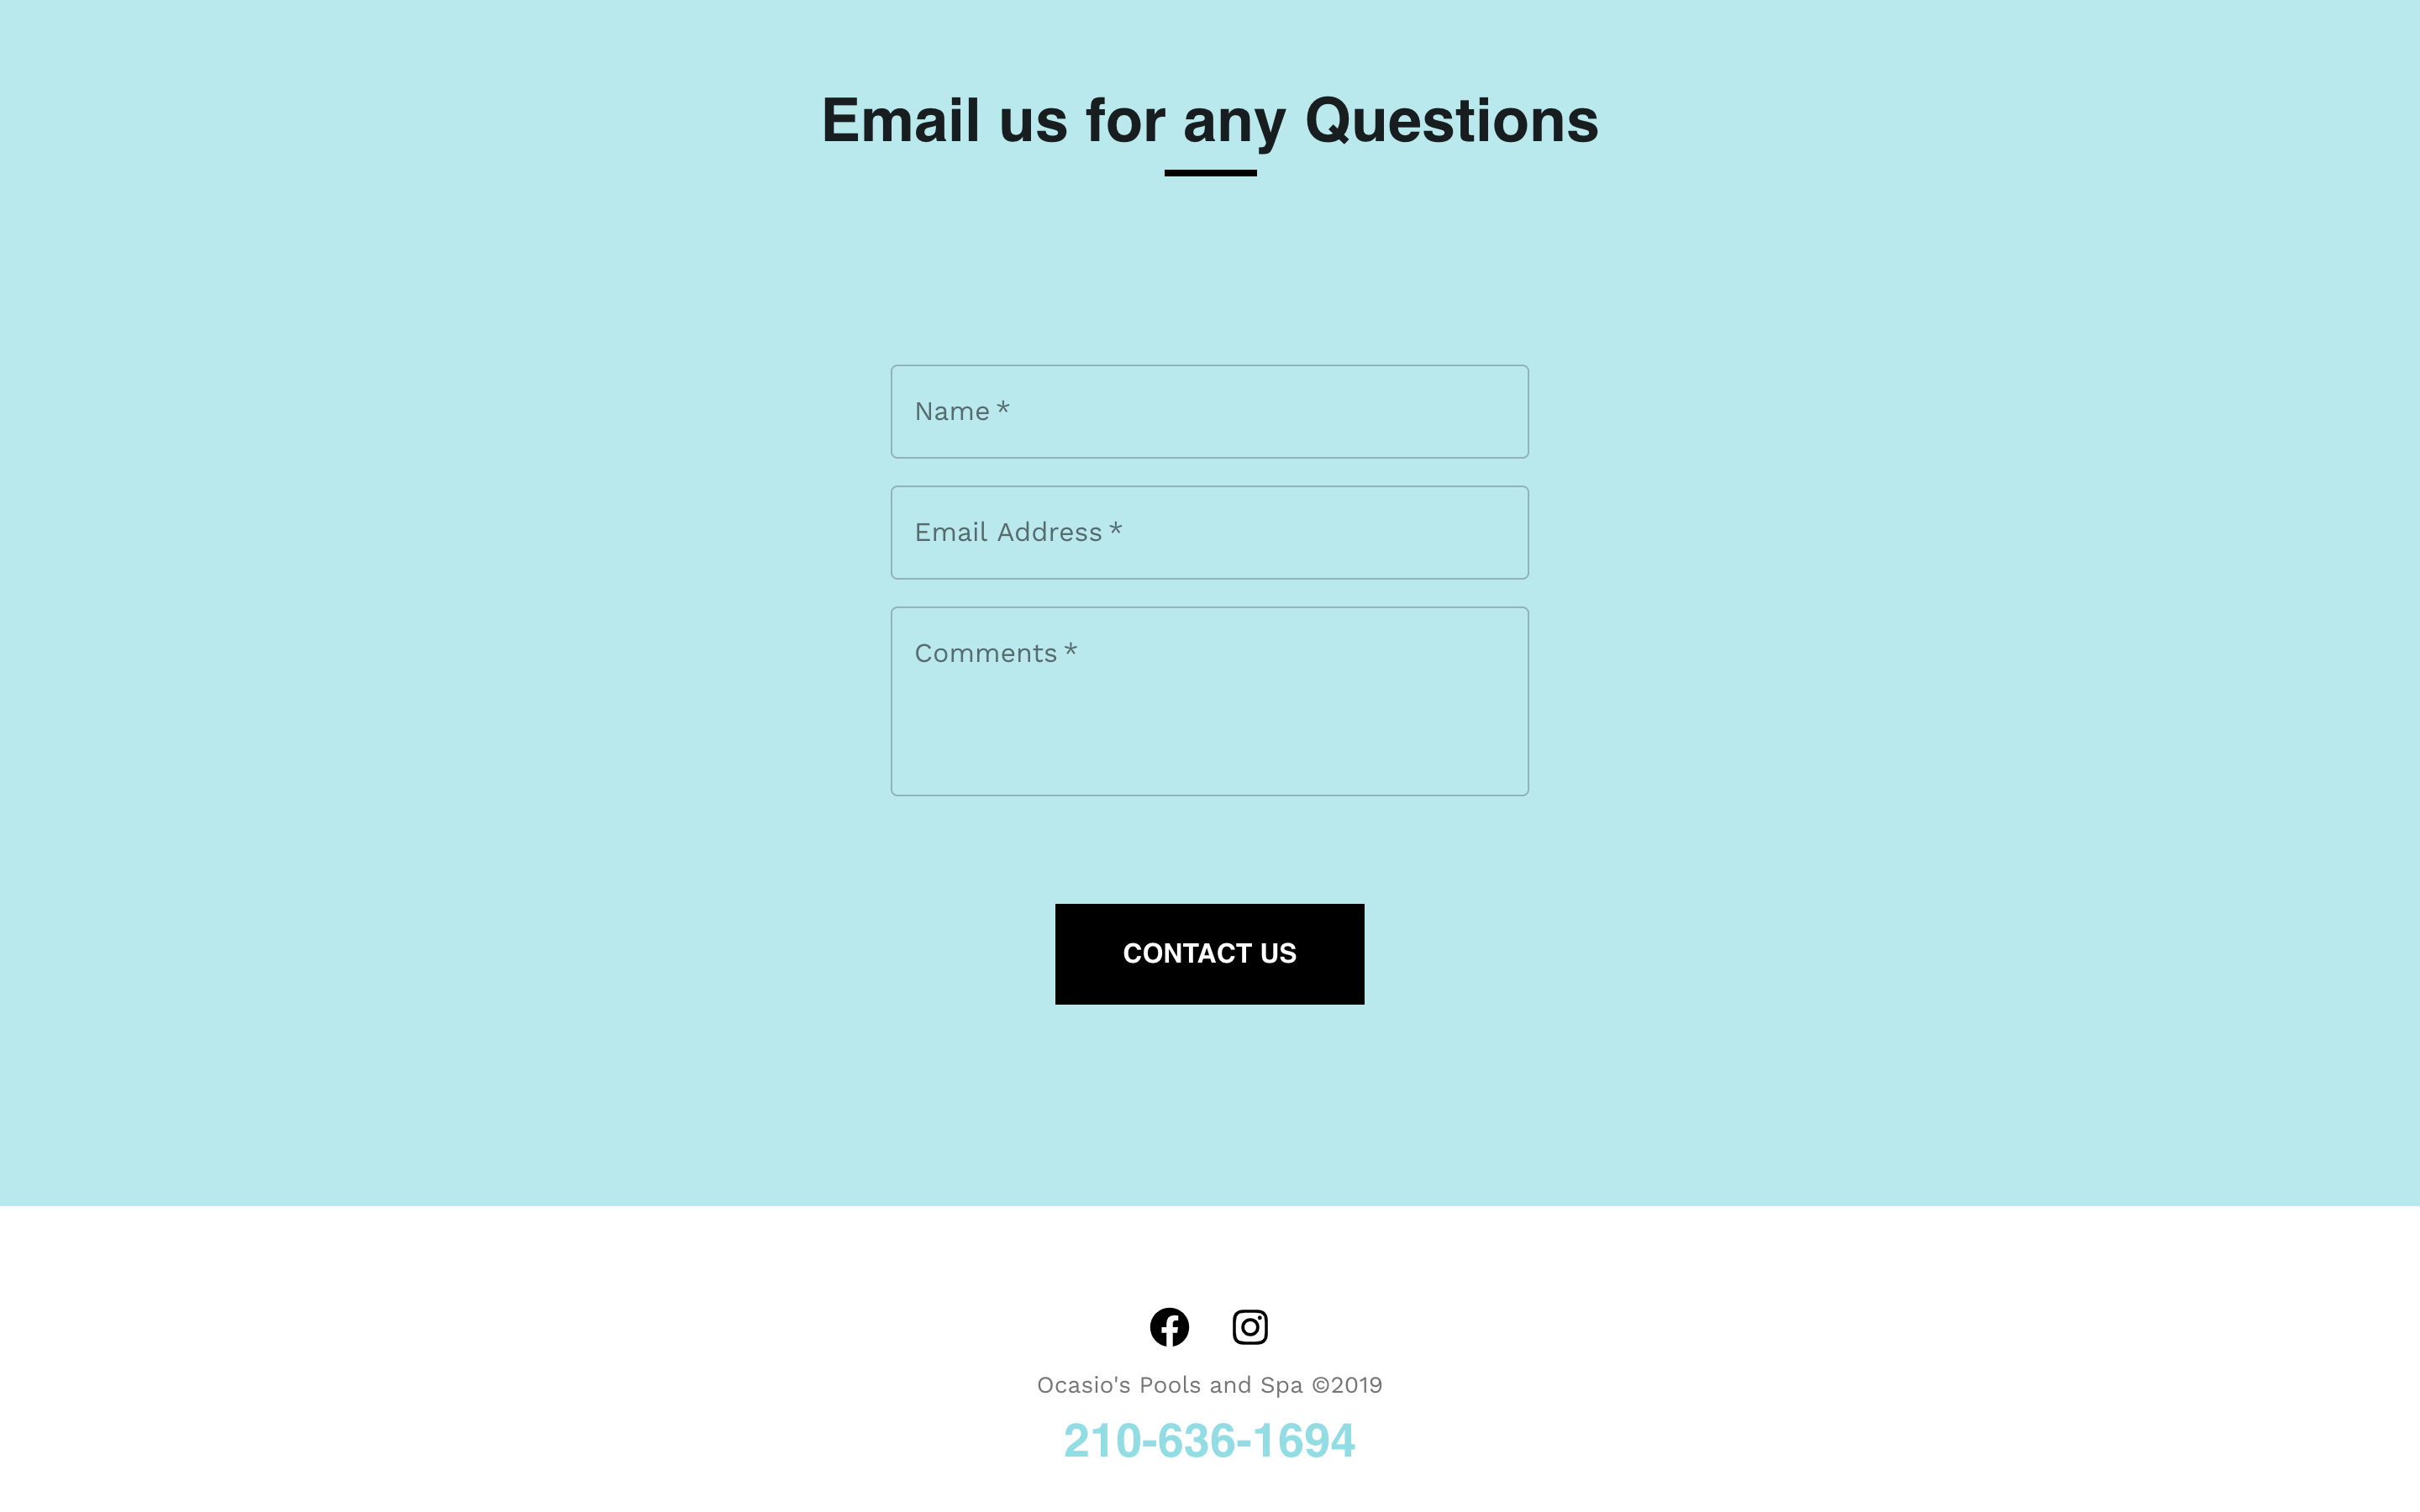 Email us for any Questions
Name *
Email Address *
Comments *
CONTACT US
Ocasio's Pools and Spa ©2019
210-636-1694